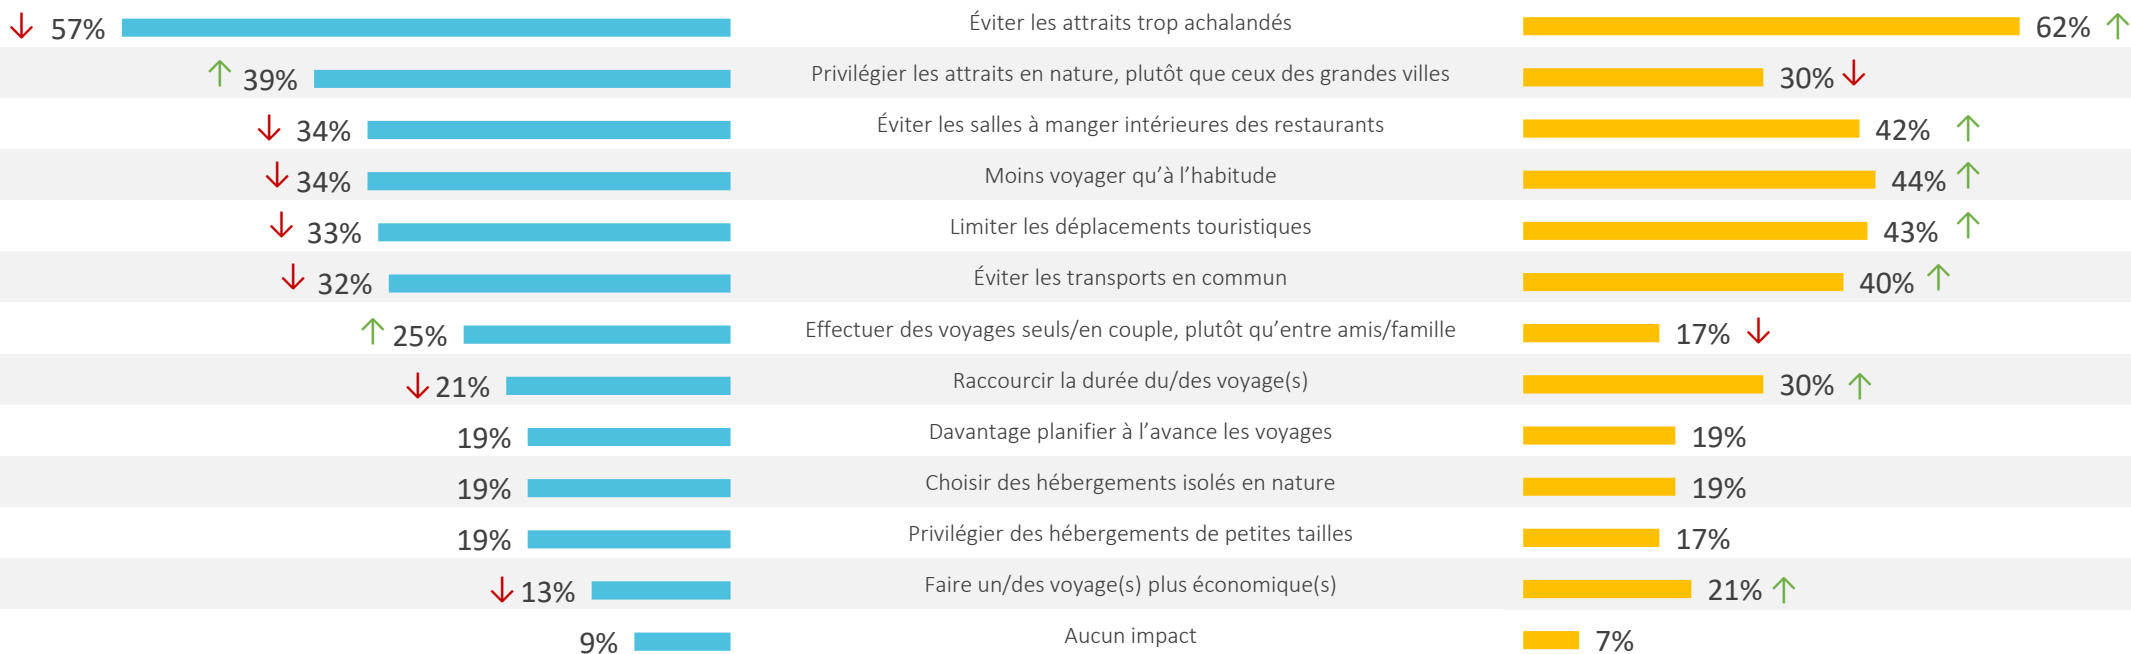 ↓ 57% Éviter les attraits trop achalandés 62% ↑
↑ 39% Privilégier les attraits en nature, plutôt que ceux des grandes villes 30% ↓
↓ 34% Éviter les salles à manger intérieures des restaurants 42% ↑
↓ 34% Moins voyager qu’à l’habitude 44% ↑
↓ 33% Limiter les déplacements touristiques 43% ↑
↓ 32% Éviter les transports en commun 40% ↑
↑ 25% Effectuer des voyages seuls/en couple, plutôt qu’entre amis/famille 17% ↓
↓ 21% Raccourcir la durée du/des voyage(s) 30% ↑
19% Davantage planifier à l’avance les voyages 19%
19% Choisir des hébergements isolés en nature 19%
19% Privilégier des hébergements de petites tailles 17%
↓ 13% Faire un/des voyage(s) plus économique(s) 21% ↑
9% Aucun impact 7%